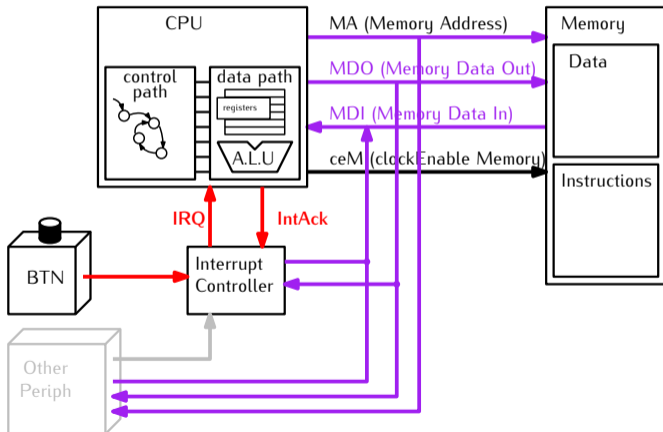 CPU
MA (Memory Address)
Memory
control
path
data path
registers
A.L.U
MDO (Memory Data Out)
Data
MDI (Memory Data In)
ceM (clockEnable Memory)
Instructions
IRQ
IntAck
BTN
Interrupt
Controller
Other
Periph